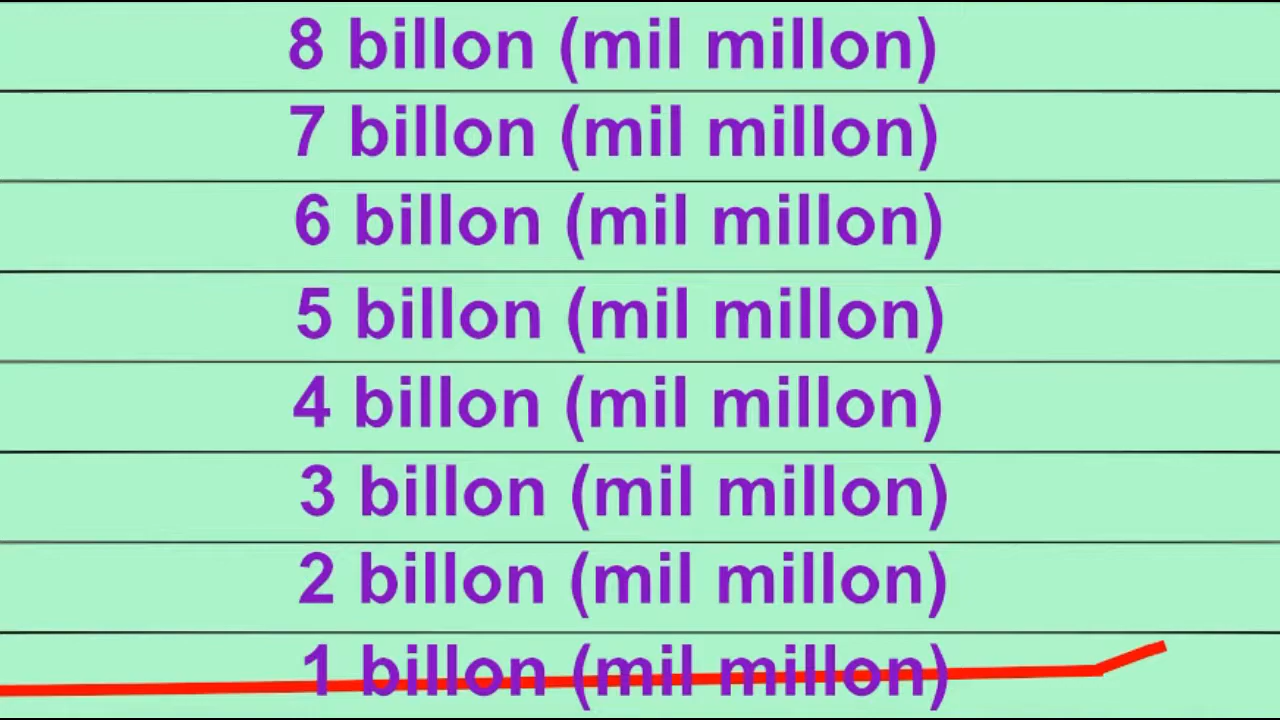 8 billon (mil millon)
7 billon (mil millon)
6 billon (mil millon)
5 billon (mil millon)
4 billon (mil millon)
3 billon (mil millon)
2 billon (mil millon)
1 billon (mil millon)